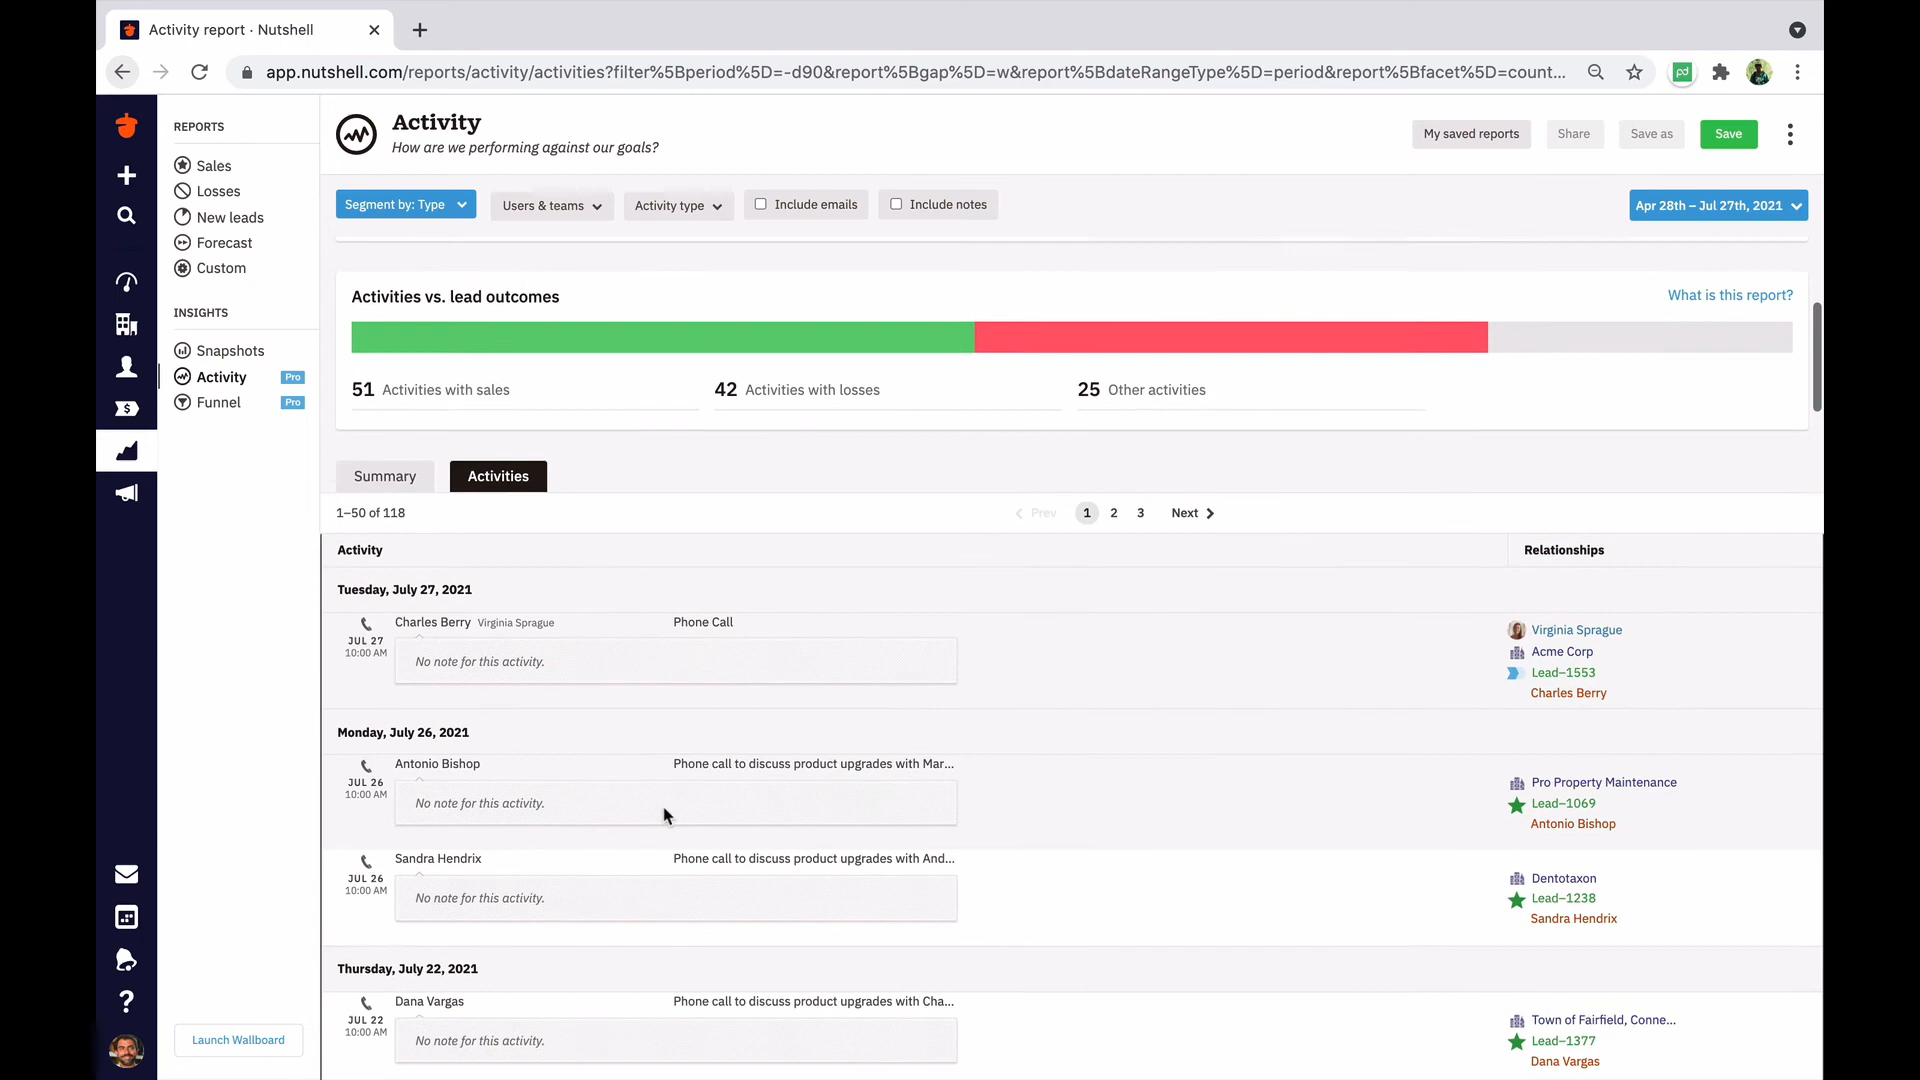 Activity report · Nutshell
app.nutshell.com/reports/activity/activities?filter%5Bperiod%5D=-d90&report%5Bgap%5D=w&report%5BdateRangeType%5D=period&report%5Bfacet%5D=count...
REPORTS
Sales
Losses
New leads
Forecast
Custom
INSIGHTS
Snapshots
Activity Pro
Funnel Pro
Launch Wallboard
Activity
How are we performing against our goals?
My saved reports
Share
Save as
Save
Segment by: Type
Users & teams
Activity type
Include emails
Include notes
Apr 28th – Jul 27th, 2021
Activities vs. lead outcomes
What is this report?
51 Activities with sales
42 Activities with losses
25 Other activities
Summary
Activities
1–50 of 118
Prev 1 2 3 Next
Activity
Relationships
Tuesday, July 27, 2021
JUL 27
10:00 AM
Charles Berry Virginia Sprague
Phone Call
No note for this activity.
Virginia Sprague
Acme Corp
Lead–1553
Charles Berry
Monday, July 26, 2021
JUL 26
10:00 AM
Antonio Bishop
Phone call to discuss product upgrades with Mar...
No note for this activity.
Pro Property Maintenance
Lead–1069
Antonio Bishop
JUL 26
10:00 AM
Sandra Hendrix
Phone call to discuss product upgrades with And...
No note for this activity.
Dentotaxon
Lead–1238
Sandra Hendrix
Thursday, July 22, 2021
JUL 22
10:00 AM
Dana Vargas
Phone call to discuss product upgrades with Cha...
No note for this activity.
Town of Fairfield, Conne...
Lead–1377
Dana Vargas